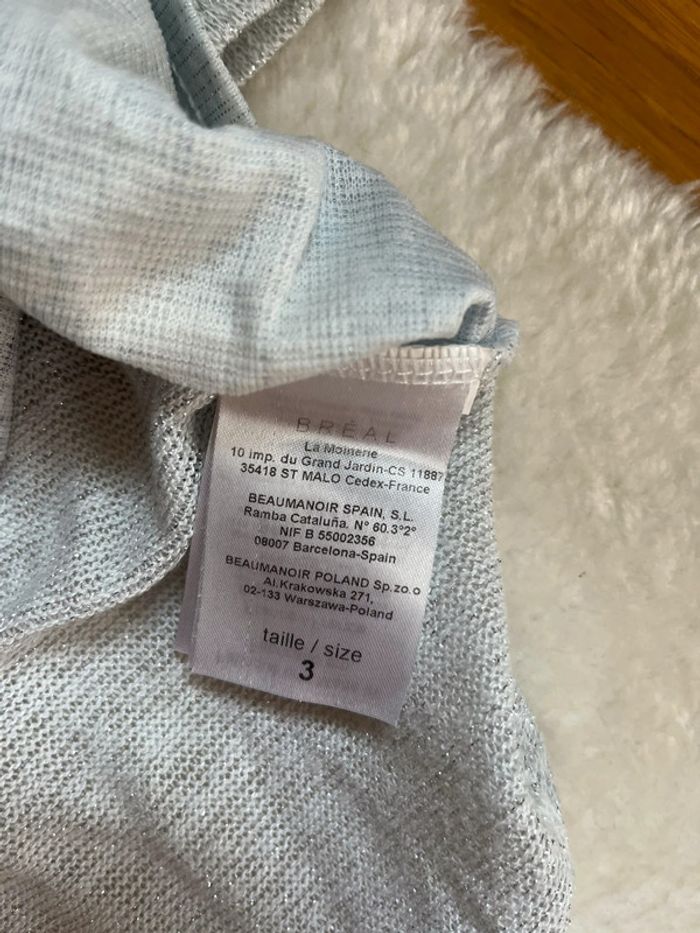 BRÉAL
La Moinerie
10 imp. du Grand Jardin-CS 11887
35418 ST MALO Cedex-France
BEAUMANOIR SPAIN, S.L.
Ramba Cataluña. N° 60.3°2°
NIF B 55002356
08007 Barcelona-Spain
BEAUMANOIR POLAND Sp.zo.o
Al.Krakowska 271,
02-133 Warszawa-Poland
taille / size
3